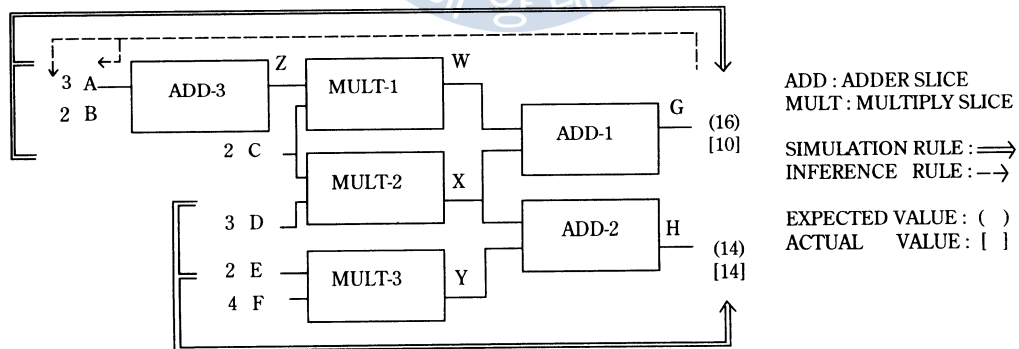 3 A
2 B
ADD-3
Z
MULT-1
W
2 C
MULT-2
X
3 D
2 E
4 F
MULT-3
Y
ADD-1
G
(16)
[10]
ADD-2
H
(14)
[14]
ADD : ADDER SLICE
MULT : MULTIPLY SLICE
SIMULATION RULE :
INFERENCE RULE :
EXPECTED VALUE : ( )
ACTUAL VALUE : [ ]